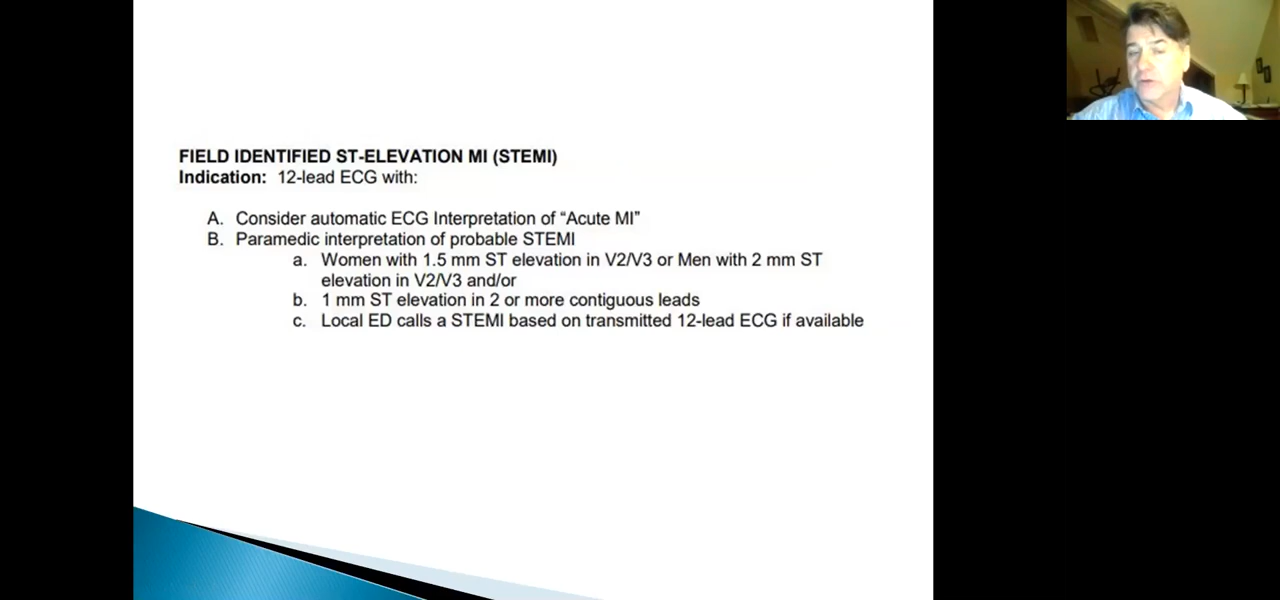 FIELD IDENTIFIED ST-ELEVATION MI (STEMI)
Indication: 12-lead ECG with:
A. Consider automatic ECG Interpretation of “Acute MI”
B. Paramedic interpretation of probable STEMI
a. Women with 1.5 mm ST elevation in V2/V3 or Men with 2 mm ST
elevation in V2/V3 and/or
b. 1 mm ST elevation in 2 or more contiguous leads
c. Local ED calls a STEMI based on transmitted 12-lead ECG if available